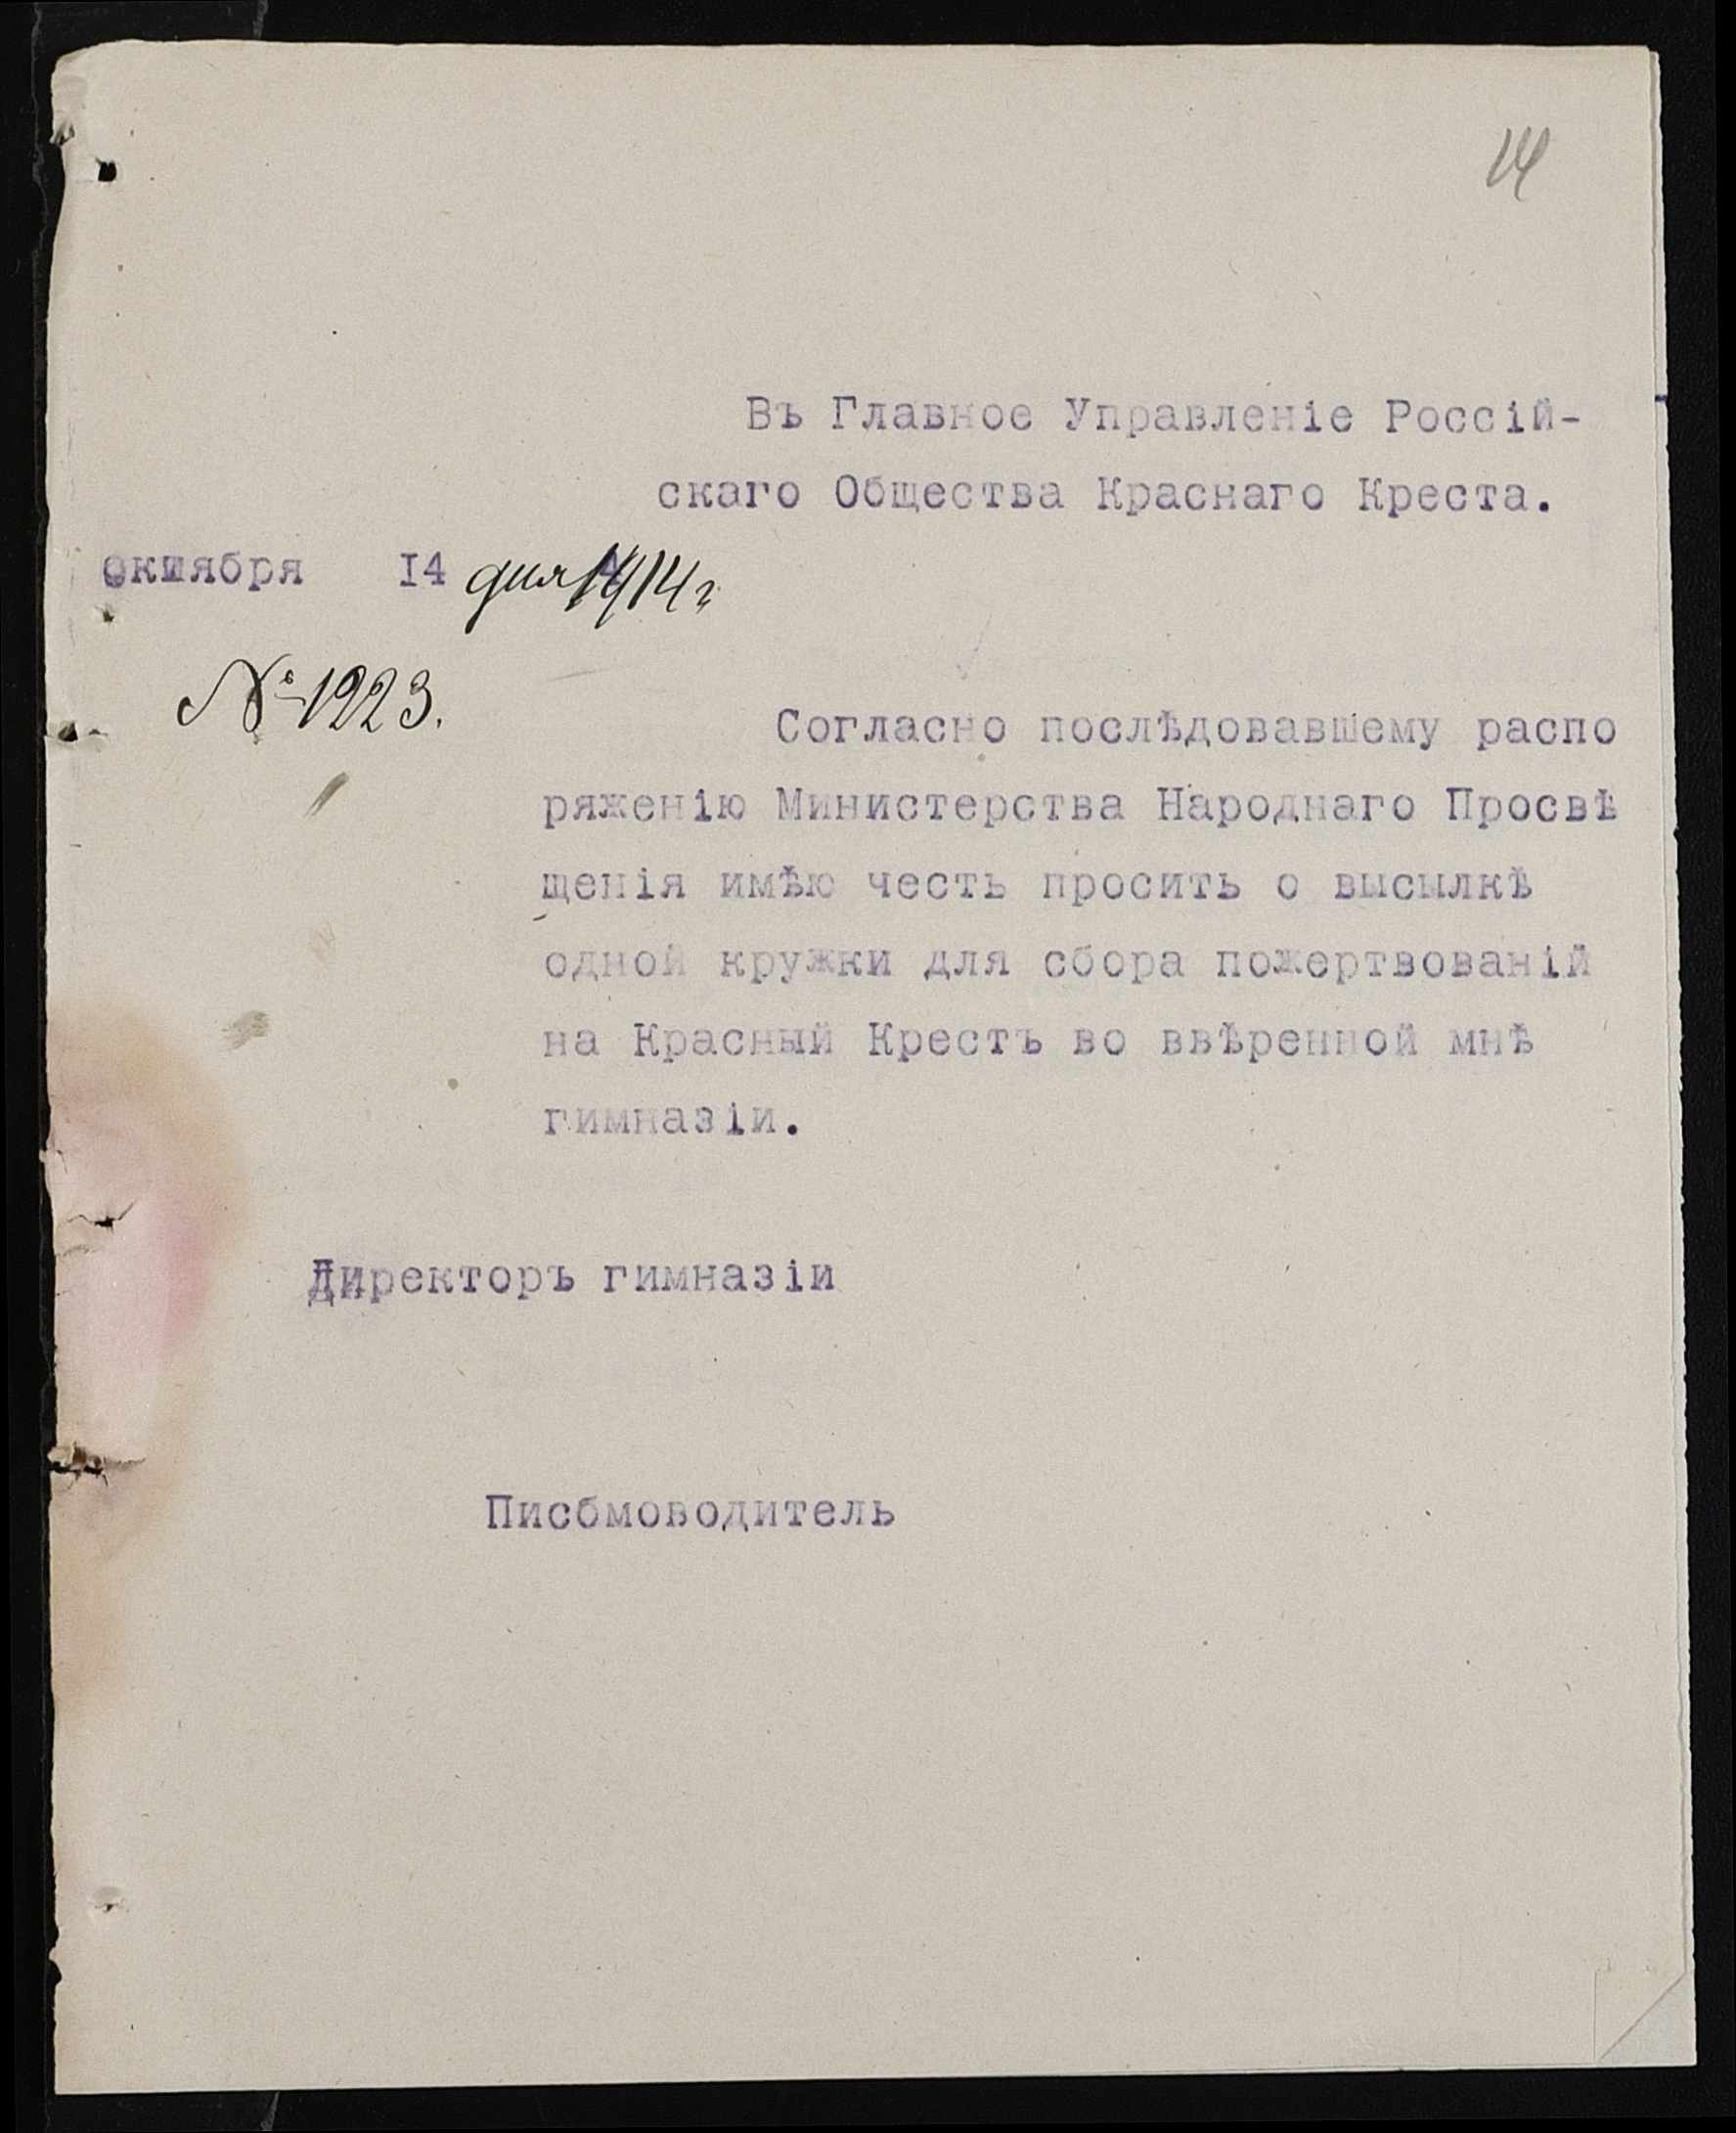 14
Въ Главное Управленіе Россій-
скаго Общества Краснаго Креста.
октября 14 дня 1914 г
№ 1923.
Согласно послѣдовавшему распо
ряженію Министерства Народнаго Просвѣ
щенія имѣю честь просить о высылкѣ
одной кружки для сбора пожертвованій
на Красный Крестъ во ввѣренной мнѣ
гимназіи.
Директоръ гимназіи
Писбмоводитель